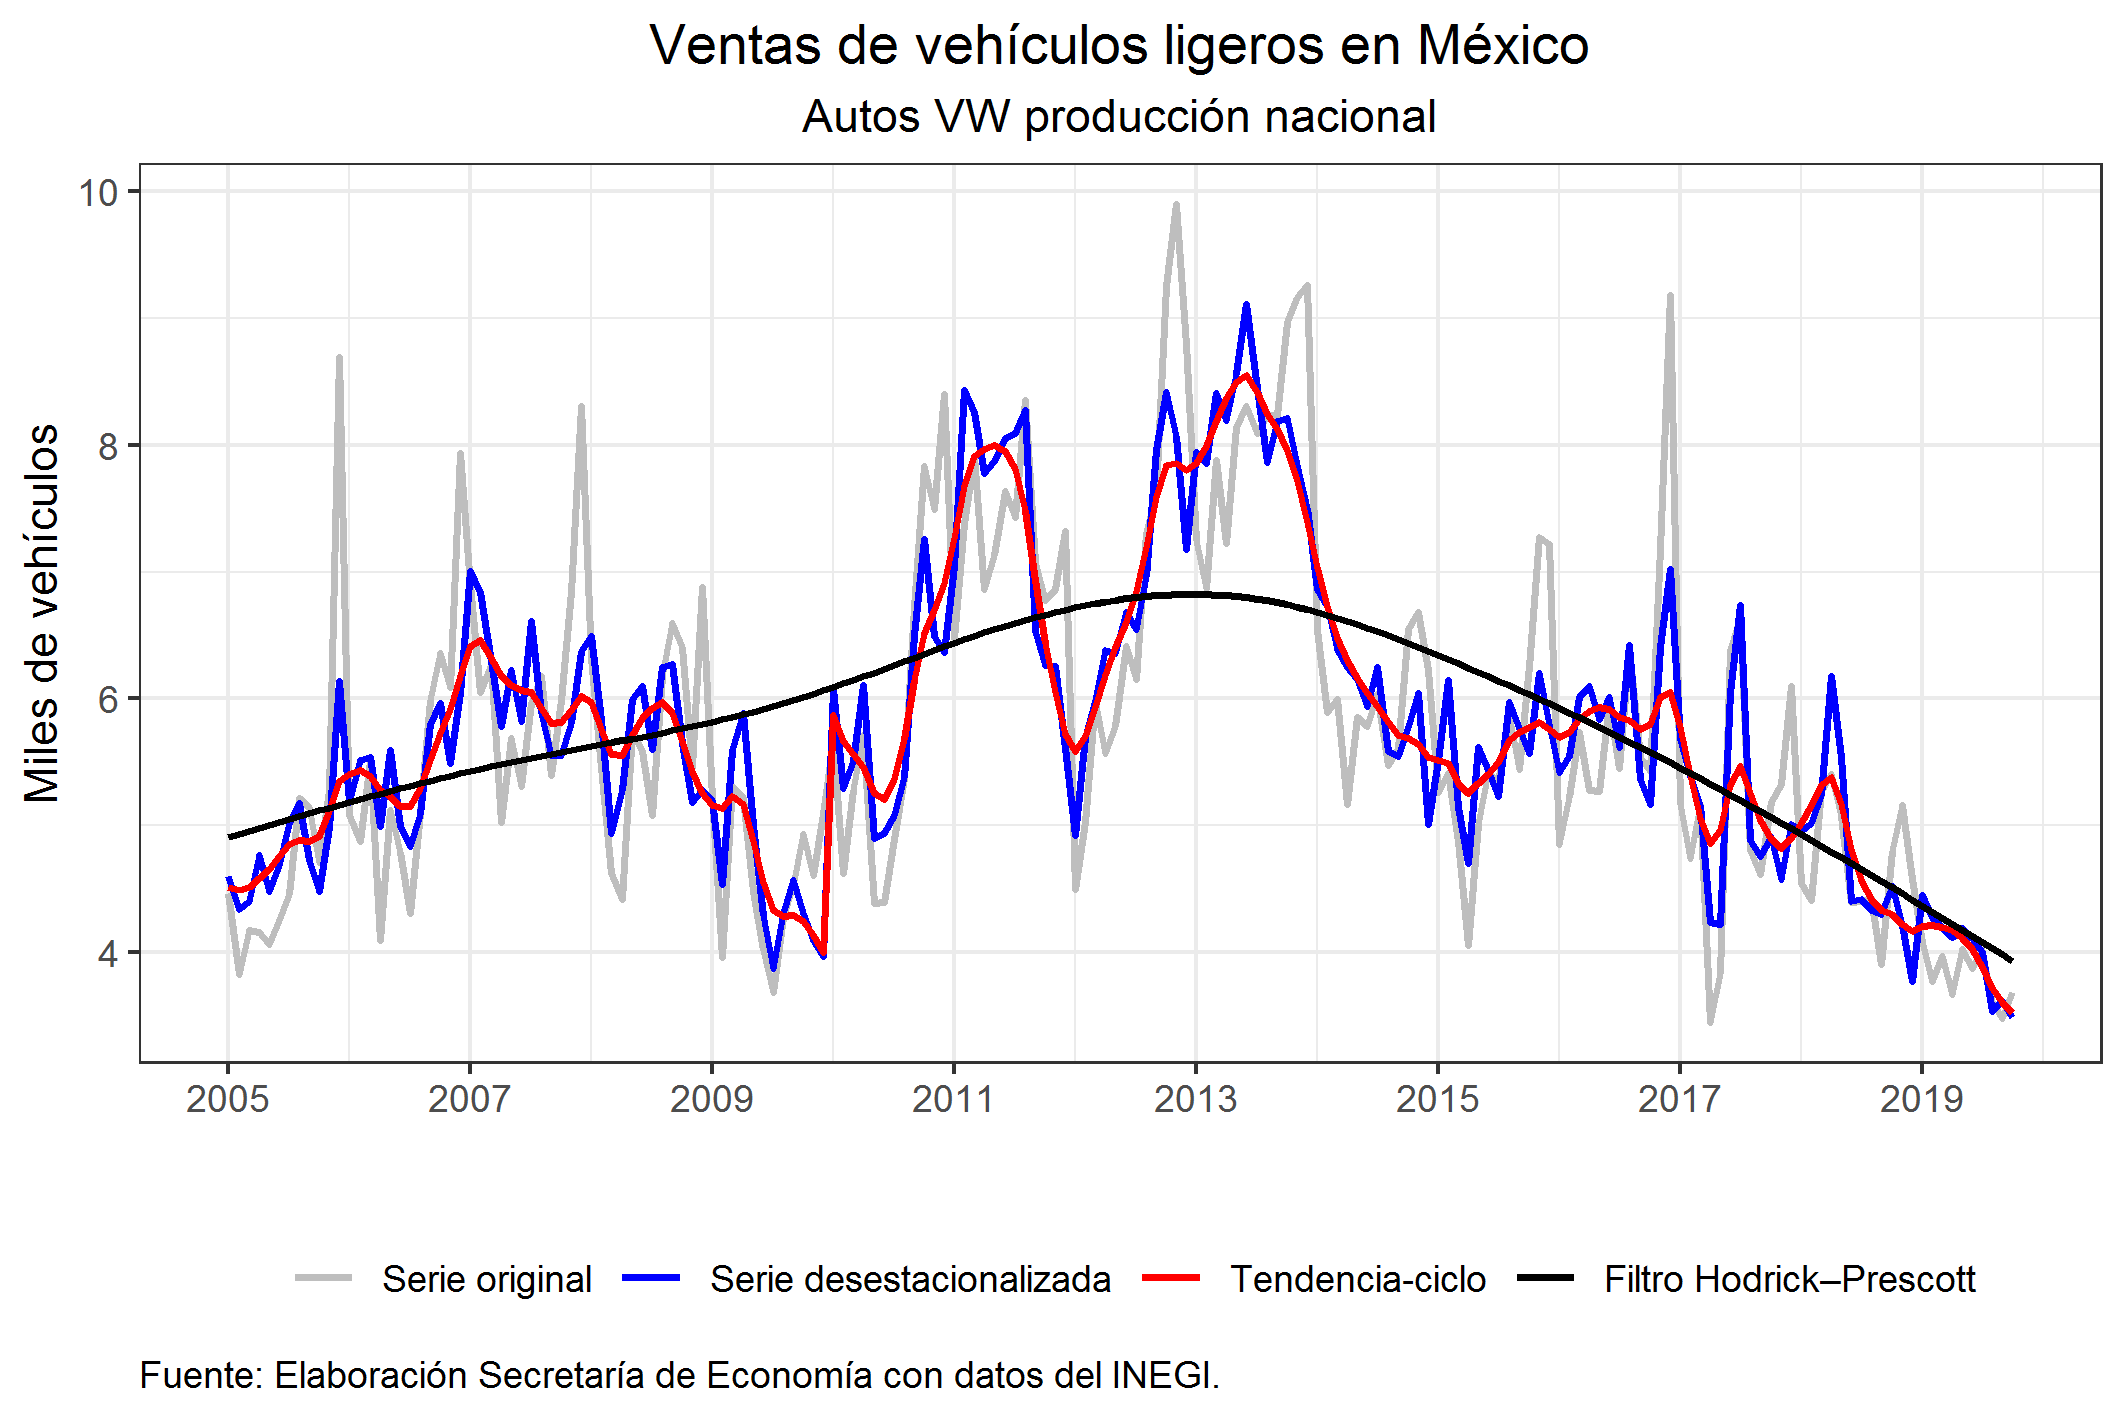 Ventas de vehículos ligeros en México
Autos VW producción nacional
Miles de vehículos
10
8
6
4
2005 2007 2009 2011 2013 2015 2017 2019
Serie original Serie desestacionalizada Tendencia-ciclo Filtro Hodrick–Prescott
Fuente: Elaboración Secretaría de Economía con datos del INEGI.